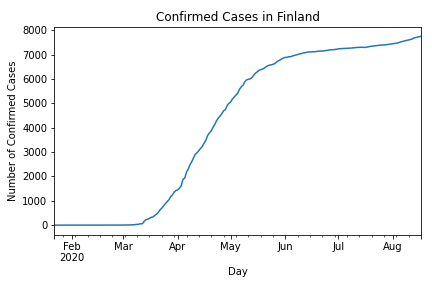 Confirmed Cases in Finland
Number of Confirmed Cases
8000
7000
6000
5000
4000
3000
2000
1000
0
Feb Mar Apr May Jun Jul Aug
2020
Day